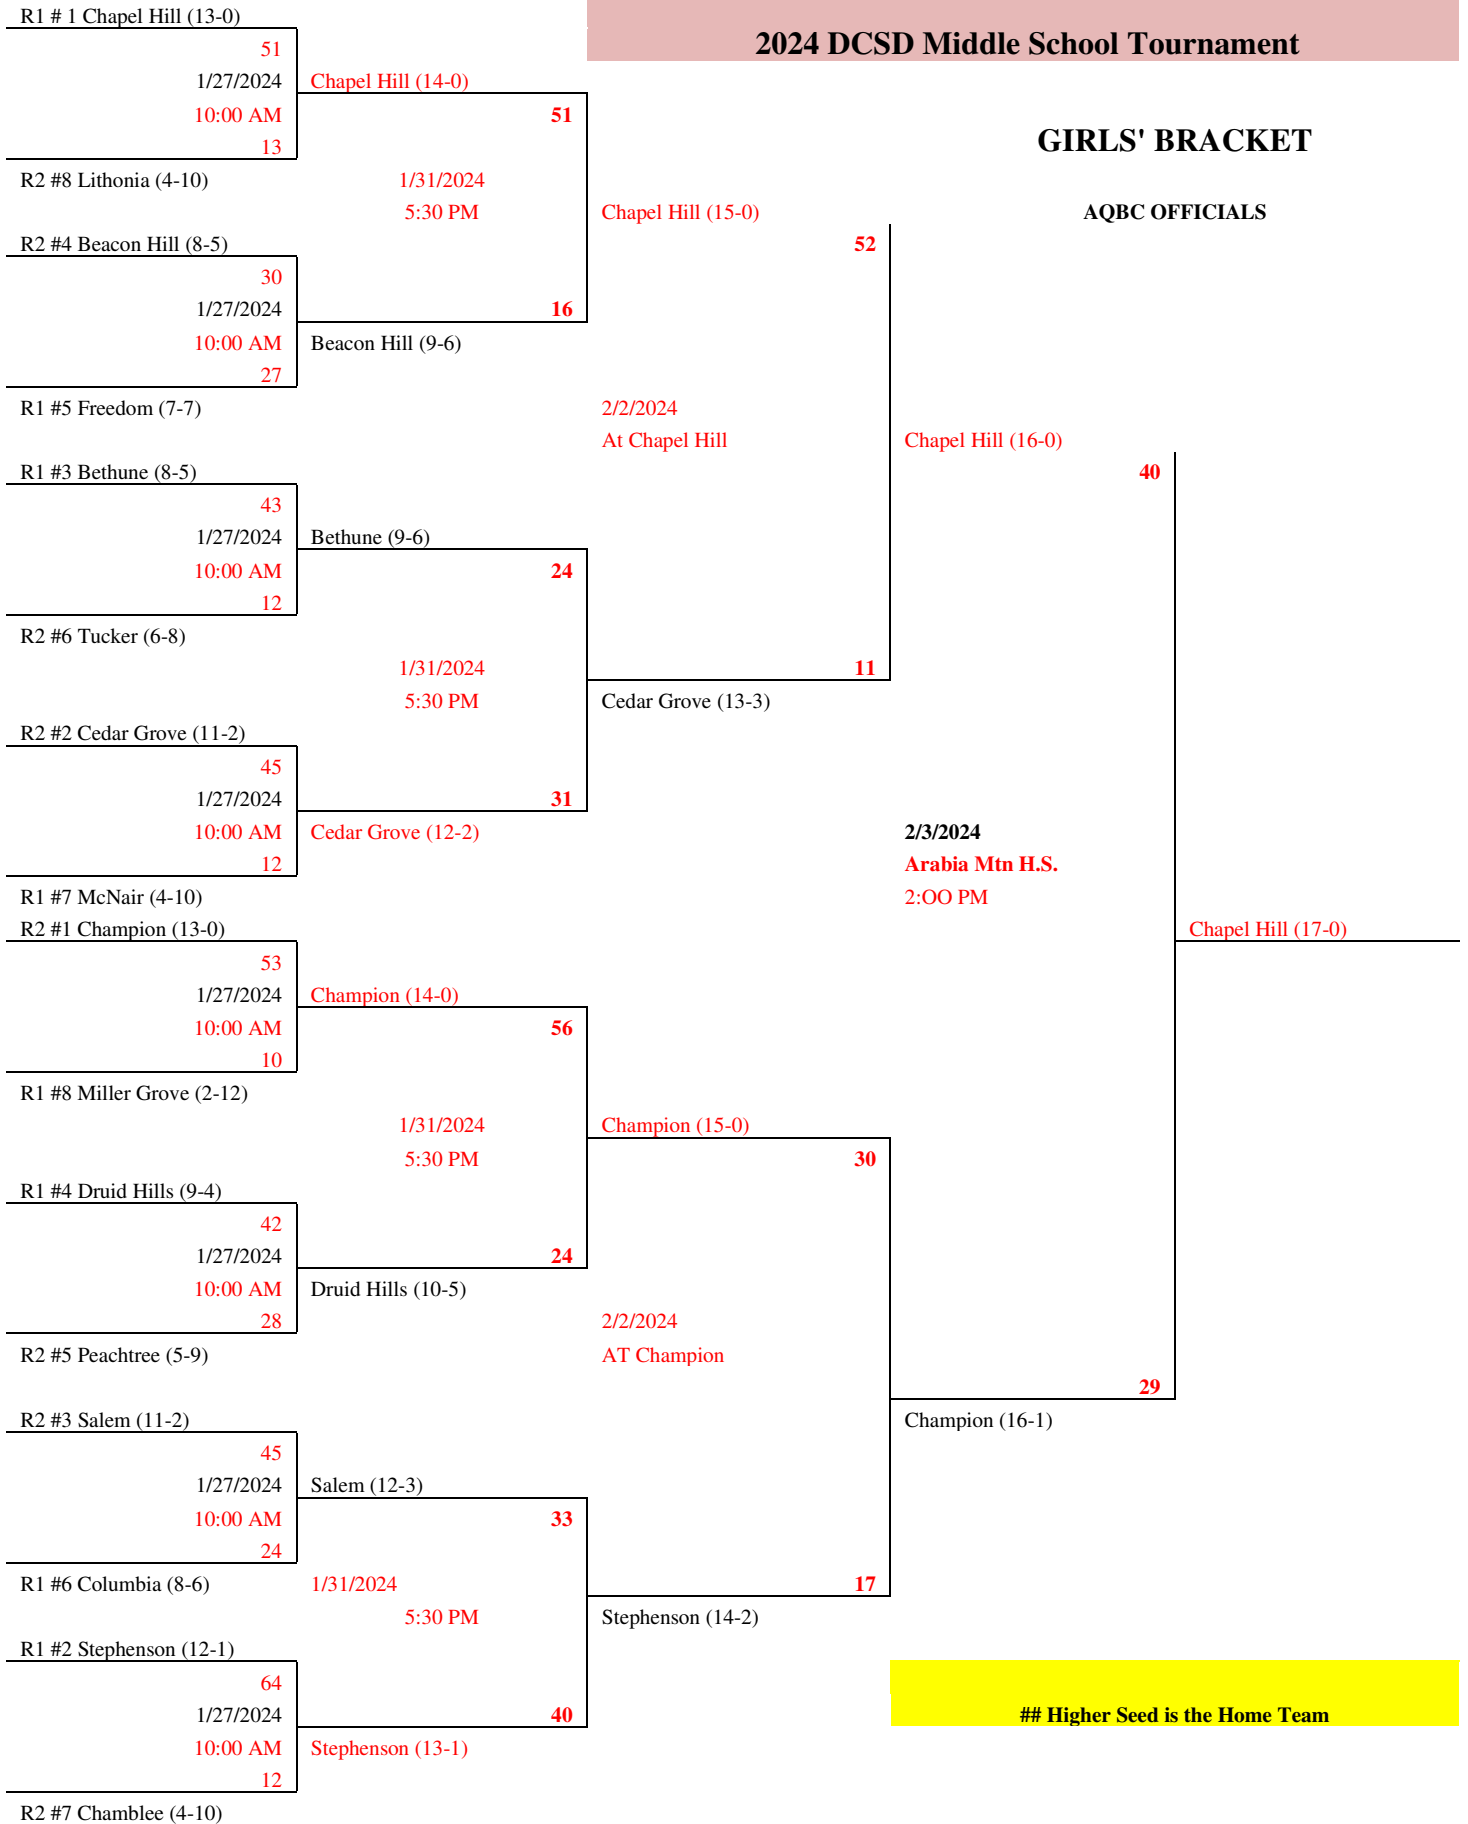 R1 # 1 Chapel Hill (13-0)
2024 DCSD Middle School Tournament
51
1/27/2024
Chapel Hill (14-0)
10:00 AM
51
13
GIRLS' BRACKET
R2 #8 Lithonia (4-10)
1/31/2024
5:30 PM
Chapel Hill (15-0)
AQBC OFFICIALS
R2 #4 Beacon Hill (8-5)
52
30
1/27/2024
16
10:00 AM
Beacon Hill (9-6)
27
R1 #5 Freedom (7-7)
2/2/2024
At Chapel Hill
Chapel Hill (16-0)
R1 #3 Bethune (8-5)
40
43
1/27/2024
Bethune (9-6)
10:00 AM
24
12
R2 #6 Tucker (6-8)
1/31/2024
11
5:30 PM
Cedar Grove (13-3)
R2 #2 Cedar Grove (11-2)
45
1/27/2024
31
10:00 AM
Cedar Grove (12-2)
2/3/2024
12
Arabia Mtn H.S.
R1 #7 McNair (4-10)
2:OO PM
R2 #1 Champion (13-0)
Chapel Hill (17-0)
53
1/27/2024
Champion (14-0)
10:00 AM
56
10
R1 #8 Miller Grove (2-12)
1/31/2024
Champion (15-0)
5:30 PM
30
R1 #4 Druid Hills (9-4)
42
1/27/2024
24
10:00 AM
Druid Hills (10-5)
28
2/2/2024
R2 #5 Peachtree (5-9)
AT Champion
29
R2 #3 Salem (11-2)
Champion (16-1)
45
1/27/2024
Salem (12-3)
10:00 AM
33
24
R1 #6 Columbia (8-6)
1/31/2024
17
5:30 PM
Stephenson (14-2)
R1 #2 Stephenson (12-1)
64
1/27/2024
40
## Higher Seed is the Home Team
10:00 AM
Stephenson (13-1)
12
R2 #7 Chamblee (4-10)